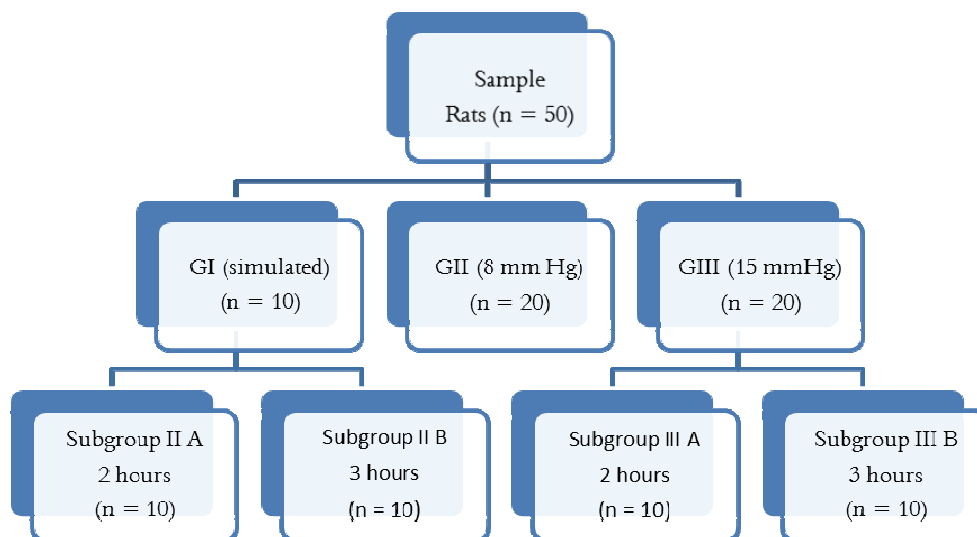 Sample
Rats (n = 50)
GI (simulated)
(n = 10)
GII (8 mm Hg)
(n = 20)
GIII (15 mmHg)
(n = 20)
Subgroup II A
2 hours
(n = 10)
Subgroup II B
3 hours
(n = 10)
Subgroup III A
2 hours
(n = 10)
Subgroup III B
3 hours
(n = 10)